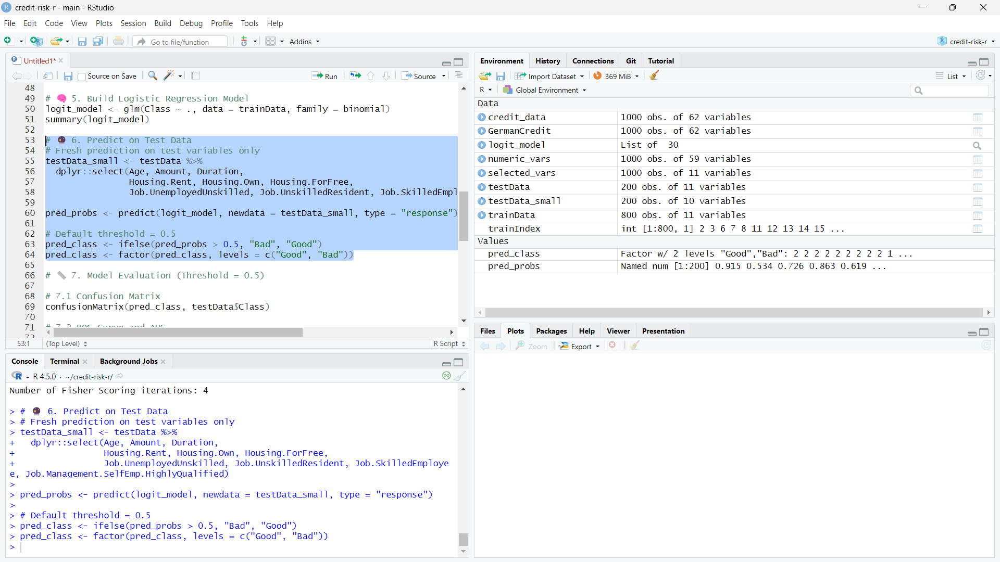 credit-risk-r - main - RStudio
File Edit Code View Plots Session Build Debug Profile Tools Help
Go to file/function Addins credit-risk-r
Untitled1*
Source on Save Run Source
48
49 # 5. Build Logistic Regression Model
50 logit_model <- glm(Class ~ ., data = trainData, family = binomial)
51 summary(logit_model)
52
53 # 6. Predict on Test Data
54 # Fresh prediction on test variables only
55 testData_small <- testData %>%
56 dplyr::select(Age, Amount, Duration,
57 Housing.Rent, Housing.Own, Housing.ForFree,
58 Job.UnemployedUnskilled, Job.UnskilledResident, Job.SkilledEmpl
59
60 pred_probs <- predict(logit_model, newdata = testData_small, type = "response")
61
62 # Default threshold = 0.5
63 pred_class <- ifelse(pred_probs > 0.5, "Bad", "Good")
64 pred_class <- factor(pred_class, levels = c("Good", "Bad"))
65
66 # 7. Model Evaluation (Threshold = 0.5)
67
68 # 7.1 Confusion Matrix
69 confusionMatrix(pred_class, testData$Class)
70
71 # 7.2 ROC Curve and AUC
72
53:1 (Top Level) R Script
Console Terminal Background Jobs
R 4.5.0 · ~/credit-risk-r/
Number of Fisher Scoring iterations: 4
> # 6. Predict on Test Data
> # Fresh prediction on test variables only
> testData_small <- testData %>%
+ dplyr::select(Age, Amount, Duration,
+ Housing.Rent, Housing.Own, Housing.ForFree,
+ Job.UnemployedUnskilled, Job.UnskilledResident, Job.SkilledEmploye
e, Job.Management.SelfEmp.HighlyQualified)
>
> pred_probs <- predict(logit_model, newdata = testData_small, type = "response")
>
> # Default threshold = 0.5
> pred_class <- ifelse(pred_probs > 0.5, "Bad", "Good")
> pred_class <- factor(pred_class, levels = c("Good", "Bad"))
>
Environment History Connections Git Tutorial
Import Dataset 369 MiB List
R Global Environment
Data
credit_data 1000 obs. of 62 variables
GermanCredit 1000 obs. of 62 variables
logit_model List of 30
numeric_vars 1000 obs. of 59 variables
selected_vars 1000 obs. of 11 variables
testData 200 obs. of 11 variables
testData_small 200 obs. of 10 variables
trainData 800 obs. of 11 variables
trainIndex int [1:800, 1] 2 3 6 7 8 11 12 13 14 15 ...
Values
pred_class Factor w/ 2 levels "Good","Bad": 2 2 2 2 2 2 2 2 2 1 ...
pred_probs Named num [1:200] 0.915 0.534 0.726 0.863 0.619 ...
Files Plots Packages Help Viewer Presentation
Zoom Export